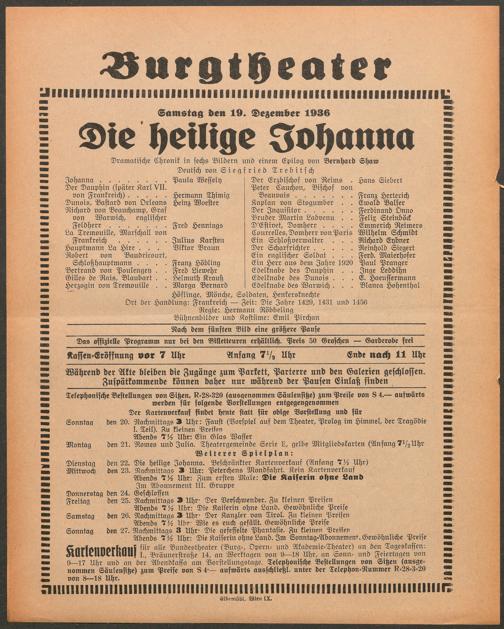 Burgtheater
Samstag den 19. Dezember 1936
Die heilige Johanna
Dramatische Chronik in sechs Bildern und einem Epilog von Bernhard Shaw
Deutsch von Siegfried Trebitsch
Johanna . . . . . . . . . Paula Wessely
Der Dauphin (später Karl VII.
von Frankreich) . . . . Hermann Thimig
Dunois, Bastard von Orleans Heinz Woester
Richard von Beauchamp, Graf
von Warwick, englischer
Feldherr . . . . . . . Fred Hennings
La Tremouille, Marschall von
Frankreich . . . . . . Julius Karsten
Hauptmann La Hire . . . Viktor Braun
Robert von Baudricourt,
Schloßhauptmann . . . . Franz Höbling
Bertrand von Poulengey . Fred Liewehr
Gilles de Rais, Blaubart . Helmuth Krauß
Herzogin von Tremouille . . Marga Bernard
Der Erzbischof von Reims . Hans Siebert
Peter Cauchon, Bischof von
Beauvais . . . . . . . Franz Herterich
Kaplan von Stogumber . . Ewald Balser
Der Inquisitor . . . . . . Ferdinand Onno
Bruder Martin Ladvenu . . Felix Steinböck
D'Estivet, Domherr . . . Emmerich Reimers
Courcelles, Domherr von Paris Wilhelm Schmidt
Ein Schloßverwalter . . . Richard Eybner
Der Scharfrichter . . . . Reinhold Siegert
Ein englischer Soldat . . . Ferd. Maierhofer
Ein Herr aus dem Jahre 1920 Paul Pranger
Edelknabe des Dauphin . . Inge Leddihn
Edelknabe des Dunois . . . E. Hoeflissermann
Edelknabe des Warwick . . Blanca Glossy
Höflinge, Mönche, Soldaten, Henkersknechte
Ort der Handlung: Frankreich — Zeit: Die Jahre 1429, 1431 und 1456
Regie: Hermann Röbbeling
Bühnenbilder und Kostüme: Emil Pirchan
Nach dem fünften Bild eine größere Pause
Das offizielle Programm nur bei den Billetteuren erhältlich. Preis 50 Groschen — Garderobe frei
Kassen-Eröffnung vor 7 Uhr Anfang 7½ Uhr Ende nach 11 Uhr
Während der Akte bleiben die Zugänge zum Parkett, Parterre und den Galerien geschlossen.
Zuspätkommende können daher nur während der Pausen Einlaß finden
Telephonische Bestellungen von Sitzen, R-28-320 (ausgenommen Säulensitze) zum Preise von S 4.— aufwärts
werden für folgende Vorstellungen entgegengenommen
Der Kartenverkauf findet heute statt für obige Vorstellung und für
Sonntag den 20. Nachmittags 3 Uhr: Faust (Vorspiel auf dem Theater, Prolog im Himmel, der Tragödie
I. Teil). Zu kleinen Preisen
Abends 7½ Uhr: Ein Glas Wasser
Montag den 21. Romeo und Julia. Theatergemeinde Serie E, gelbe Mitgliedskarten (Anfang 7½ Uhr
Weiterer Spielplan:
Dienstag den 22. Die heilige Johanna. Beschränkter Kartenverkauf (Anfang 7½ Uhr)
Mittwoch den 23. Nachmittags 3 Uhr: Peterchens Mondfahrt. Kein Kartenverkauf
Abends 7½ Uhr: Zum ersten Male: Die Kaiserin ohne Land
Im Abonnement III. Gruppe
Donnerstag den 24. Geschlossen
Freitag den 25. Nachmittags 3 Uhr: Der Verschwender. Zu kleinen Preisen
Abends 7½ Uhr: Die Kaiserin ohne Land. Gewöhnliche Preise
Samstag den 26. Nachmittags 3 Uhr: Der Kanzler von Tirol. Zu kleinen Preisen
Abends 7½ Uhr: Wie es euch gefällt. Gewöhnliche Preise
Sonntag den 27. Nachmittags 3 Uhr: Der gefesselte Phantasie. Zu kleinen Preisen
Abends 7½ Uhr: Die Kaiserin ohne Land. Im Sonntag-Abonnement. Gewöhnliche Preise
Kartenverkauf für alle Bundestheater (Burg-, Opern- und Akademie-Theater) an den Tageskassen:
I., Bräunerstraße 14, an Werktagen von 9—18 Uhr, an Sonn- und Feiertagen von
9—17 Uhr und an der Abendkassa am Vorstellungstage. Telephonische Bestellungen von Sitzen (ausge-
nommen Säulensitze) zum Preise von S 4·— aufwärts ausschließl. unter der Telephon-Nummer R-28-3-20
von 8—18 Uhr.
Elbemühl, Wien IX.